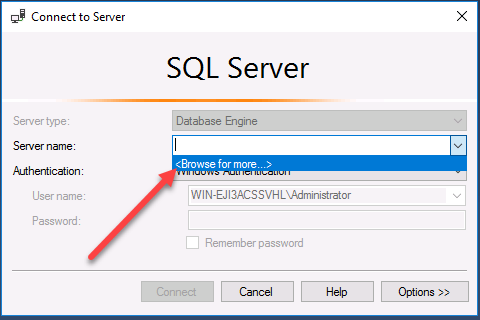 Connect to Server
SQL Server
Server type: Database Engine
Server name:
<Browse for more...>
Authentication: Windows Authentication
User name: WIN-EJI3ACSSVHL\Administrator
Password:
Remember password
Connect Cancel Help Options >>